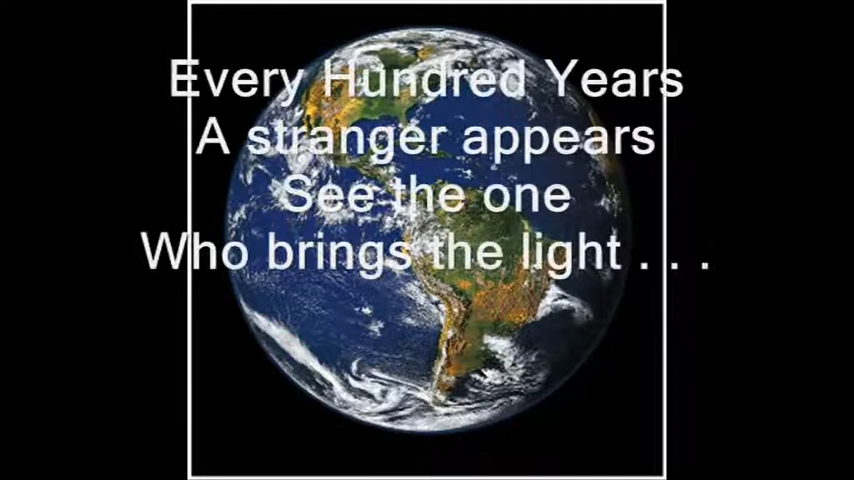 Every Hundred Years
A stranger appears
See the one
Who brings the light . . .